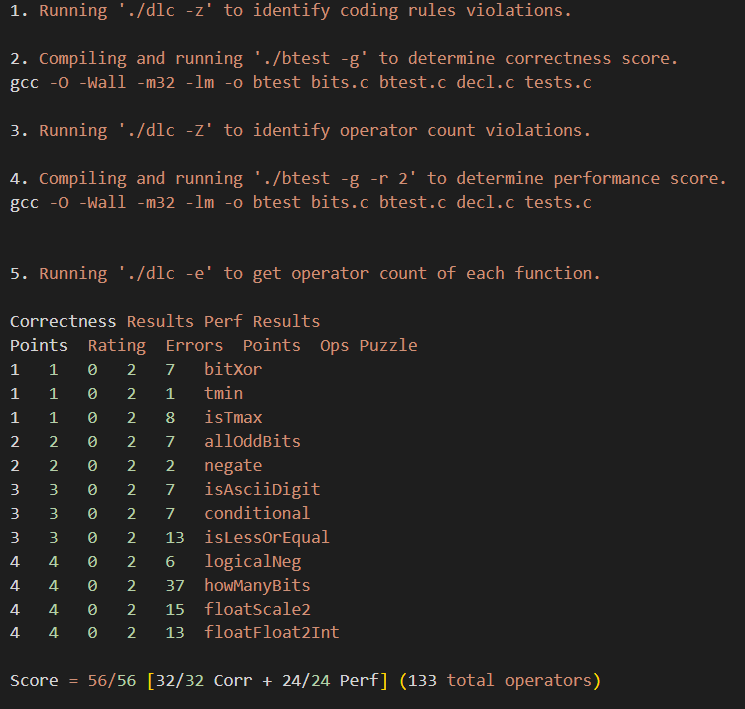 1. Running './dlc -z' to identify coding rules violations.
2. Compiling and running './btest -g' to determine correctness score.
gcc -O -Wall -m32 -lm -o btest bits.c btest.c decl.c tests.c
3. Running './dlc -Z' to identify operator count violations.
4. Compiling and running './btest -g -r 2' to determine performance score.
gcc -O -Wall -m32 -lm -o btest bits.c btest.c decl.c tests.c
5. Running './dlc -e' to get operator count of each function.
Correctness Results Perf Results
Points  Rating  Errors  Points  Ops Puzzle
1   1   0   2   7   bitXor
1   1   0   2   1   tmin
1   1   0   2   8   isTmax
2   2   0   2   7   allOddBits
2   2   0   2   2   negate
3   3   0   2   7   isAsciiDigit
3   3   0   2   7   conditional
3   3   0   2   13  isLessOrEqual
4   4   0   2   6   logicalNeg
4   4   0   2   37  howManyBits
4   4   0   2   15  floatScale2
4   4   0   2   13  floatFloat2Int
Score = 56/56 [32/32 Corr + 24/24 Perf] (133 total operators)